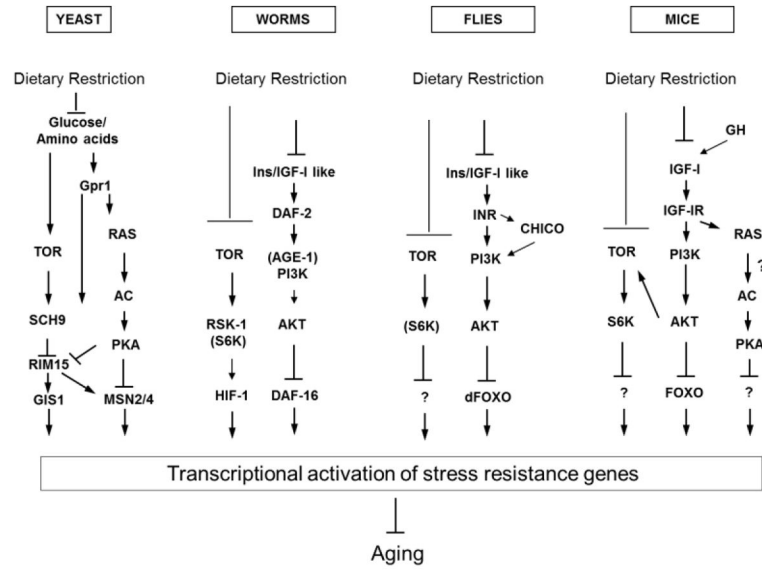 YEAST
WORMS
FLIES
MICE
Dietary Restriction
Glucose/
Amino acids
Gpr1
RAS
TOR
AC
SCH9
PKA
RIM15
GIS1
MSN2/4
Dietary Restriction
Ins/IGF-I like
DAF-2
TOR
(AGE-1)
PI3K
RSK-1
(S6K)
AKT
HIF-1
DAF-16
Dietary Restriction
Ins/IGF-I like
INR
CHICO
TOR
PI3K
(S6K)
AKT
?
dFOXO
Dietary Restriction
GH
IGF-I
IGF-IR
RAS
TOR
PI3K
?
AC
S6K
AKT
PKA
?
FOXO
?
Transcriptional activation of stress resistance genes
Aging